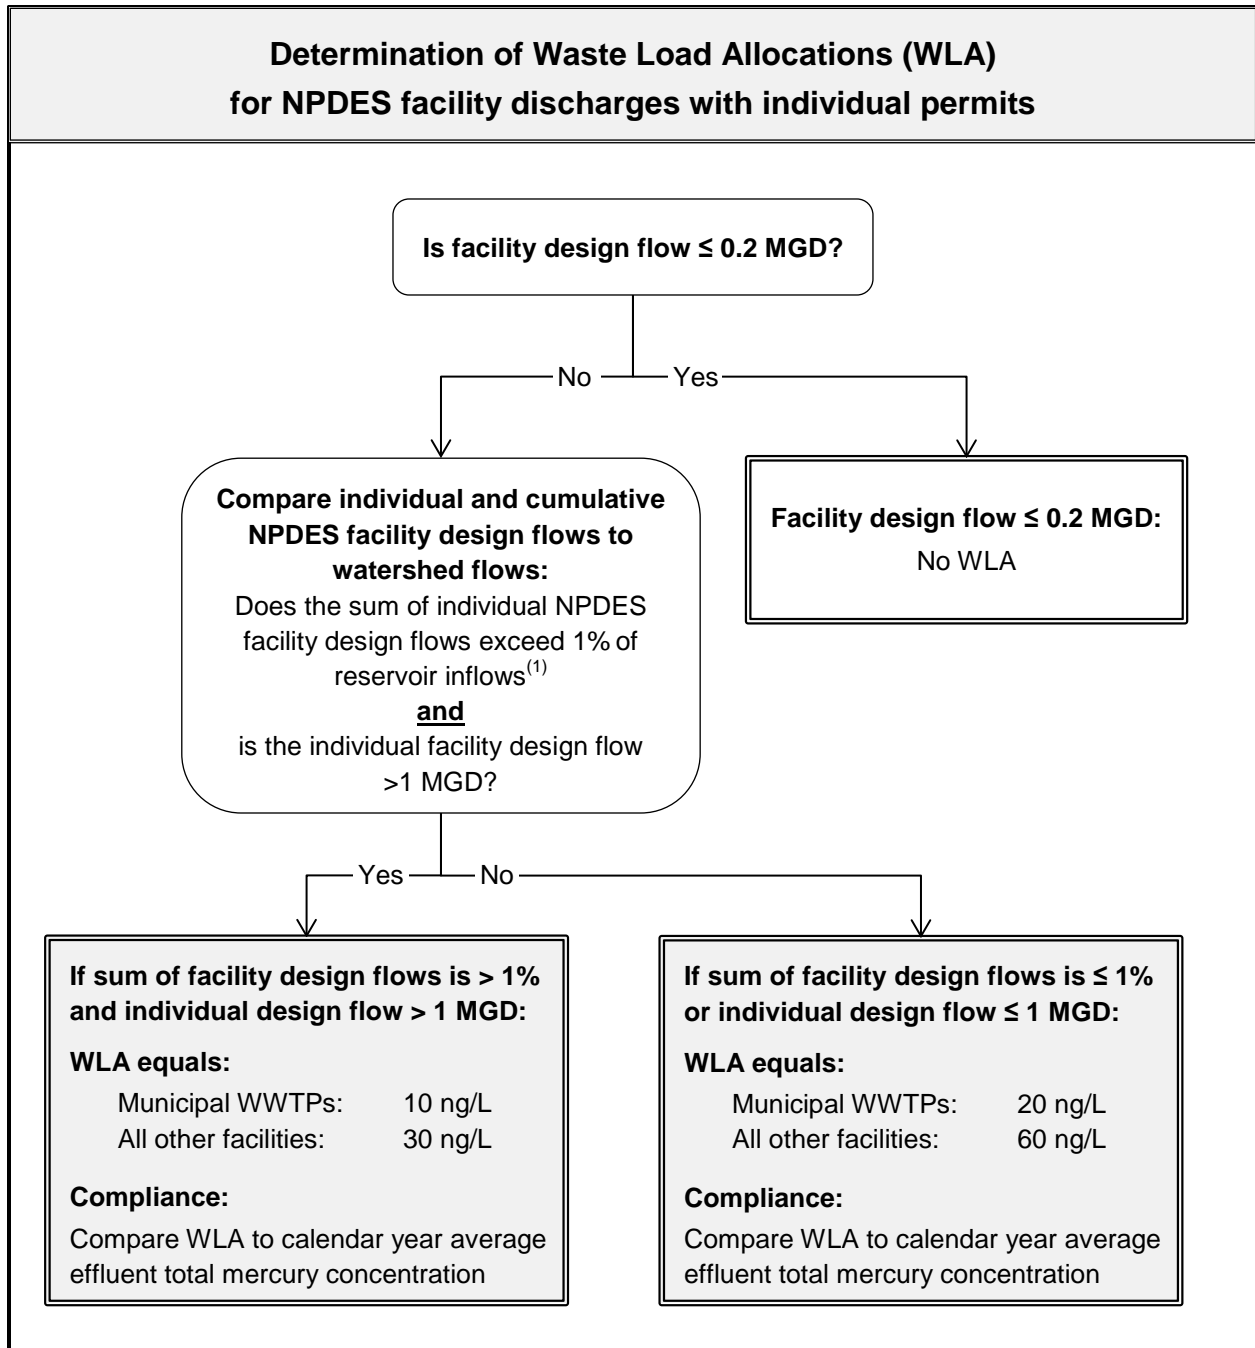 Determination of Waste Load Allocations (WLA)
for NPDES facility discharges with individual permits
Is facility design flow ≤ 0.2 MGD?
No
Yes
Compare individual and cumulative
NPDES facility design flows to
watershed flows:
Does the sum of individual NPDES
facility design flows exceed 1% of
reservoir inflows(1)
and
is the individual facility design flow
>1 MGD?
Facility design flow ≤ 0.2 MGD:
No WLA
Yes
No
If sum of facility design flows is > 1%
and individual design flow > 1 MGD:
WLA equals:
Municipal WWTPs: 10 ng/L
All other facilities: 30 ng/L
Compliance:
Compare WLA to calendar year average
effluent total mercury concentration
If sum of facility design flows is ≤ 1%
or individual design flow ≤ 1 MGD:
WLA equals:
Municipal WWTPs: 20 ng/L
All other facilities: 60 ng/L
Compliance:
Compare WLA to calendar year average
effluent total mercury concentration